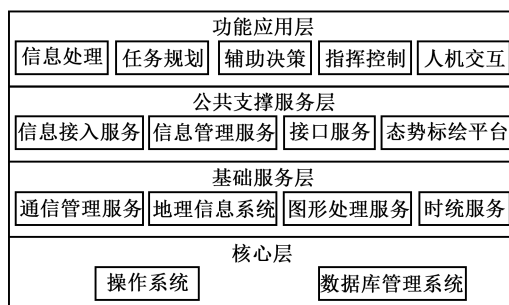 功能应用层
信息处理 任务规划 辅助决策 指挥控制 人机交互
公共支撑服务层
信息接入服务 信息管理服务 接口服务 态势标绘平台
基础服务层
通信管理服务 地理信息系统 图形处理服务 时统服务
核心层
操作系统 数据库管理系统